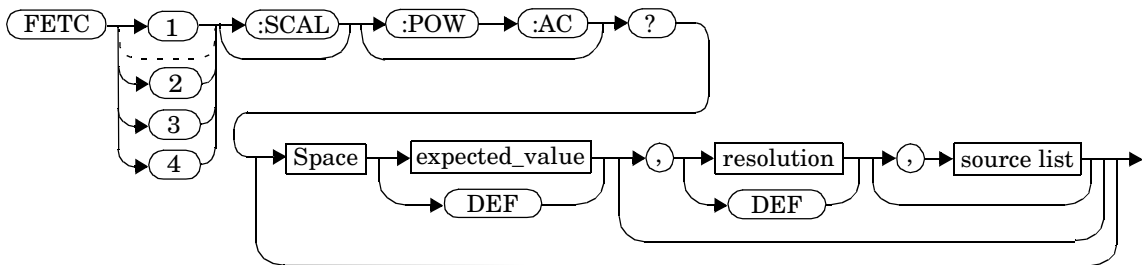 FETC 1 :SCAL :POW :AC ?
2
3
4
Space expected_value , resolution , source list
DEF DEF